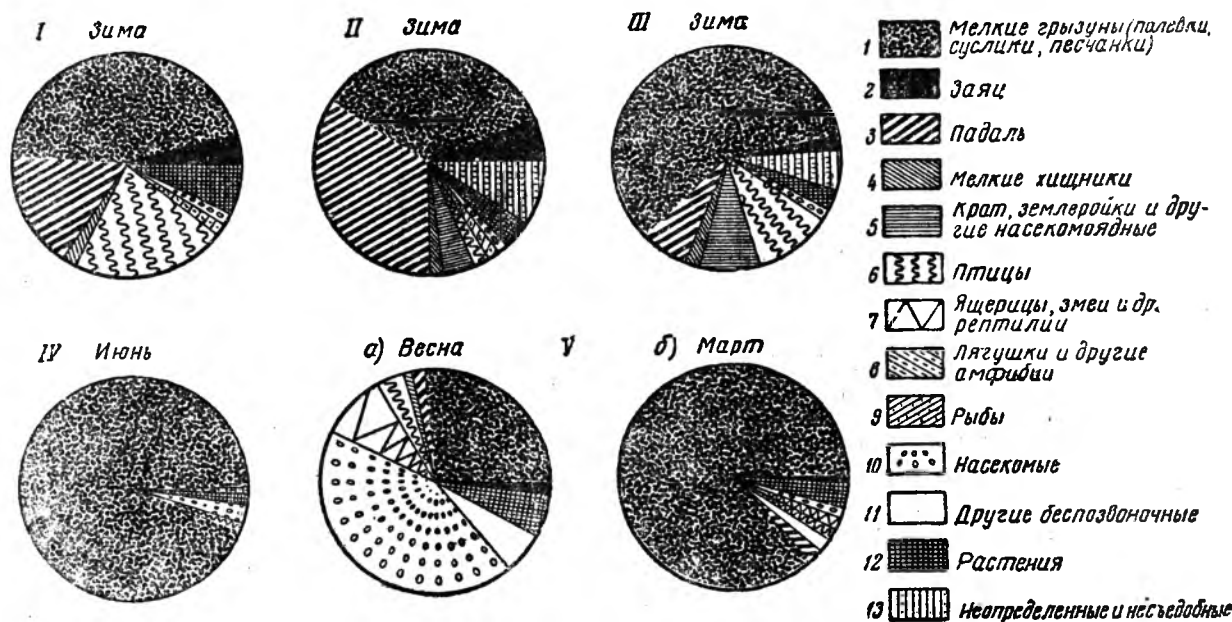 I Зима
II Зима
III Зима
IV Июнь
а) Весна
V
б) Март
1 Мелкие грызуны (полевки,
суслики, песчанки)
2 Заяц
3 Падаль
4 Мелкие хищники
5 Крот, землеройки и дру-
гие насекомоядные
6 Птицы
7 Ящерицы, змеи и др.
рептилии
8 Лягушки и другие
амфибии
9 Рыбы
10 Насекомые
11 Другие беспозвоночные
12 Растения
13 Неопределенные и несъедобные